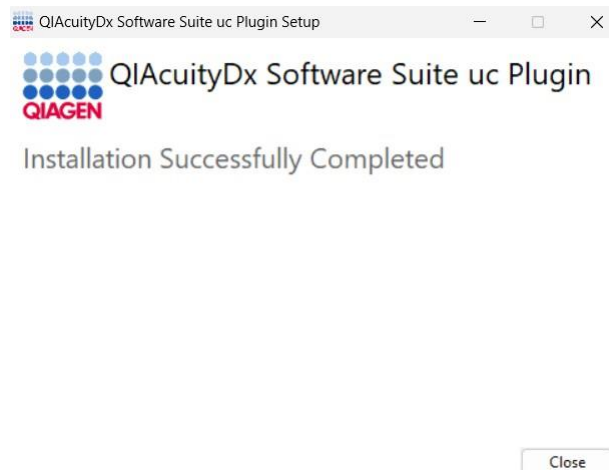 QIAcuityDx Software Suite uc Plugin Setup
QIAcuityDx Software Suite uc Plugin
QIAGEN
Installation Successfully Completed
Close